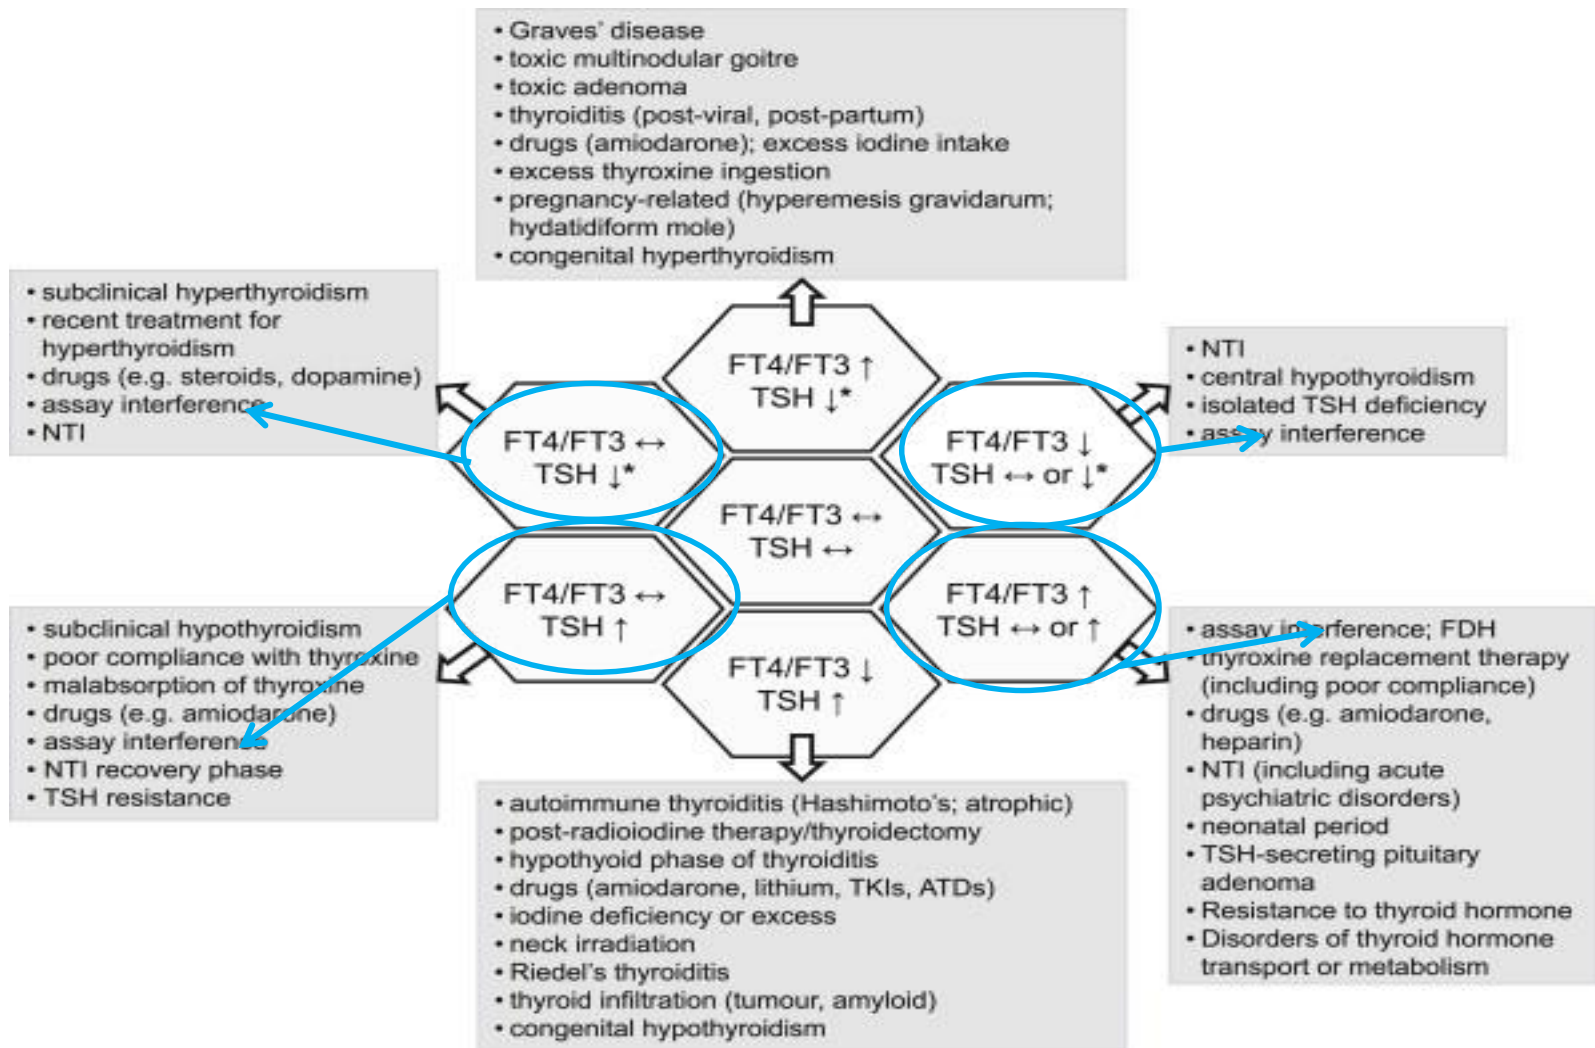 • Graves' disease
• toxic multinodular goitre
• toxic adenoma
• thyroiditis (post-viral, post-partum)
• drugs (amiodarone); excess iodine intake
• excess thyroxine ingestion
• pregnancy-related (hyperemesis gravidarum;
hydatidiform mole)
• congenital hyperthyroidism
• subclinical hyperthyroidism
• recent treatment for
hyperthyroidism
• drugs (e.g. steroids, dopamine)
• assay interference
• NTI
FT4/FT3 ↑
TSH ↓*
• NTI
• central hypothyroidism
• isolated TSH deficiency
• assay interference
FT4/FT3 ↔
TSH ↓*
FT4/FT3 ↓
TSH ↔ or ↓*
FT4/FT3 ↔
TSH ↔
FT4/FT3 ↔
TSH ↑
FT4/FT3 ↑
TSH ↔ or ↑
• subclinical hypothyroidism
• poor compliance with thyroxine
• malabsorption of thyroxine
• drugs (e.g. amiodarone)
• assay interference
• NTI recovery phase
• TSH resistance
FT4/FT3 ↓
TSH ↑
• assay interference; FDH
• thyroxine replacement therapy
(including poor compliance)
• drugs (e.g. amiodarone,
heparin)
• NTI (including acute
psychiatric disorders)
• neonatal period
• TSH-secreting pituitary
adenoma
• Resistance to thyroid hormone
• Disorders of thyroid hormone
transport or metabolism
• autoimmune thyroiditis (Hashimoto's; atrophic)
• post-radioiodine therapy/thyroidectomy
• hypothyoid phase of thyroiditis
• drugs (amiodarone, lithium, TKIs, ATDs)
• iodine deficiency or excess
• neck irradiation
• Riedel's thyroiditis
• thyroid infiltration (tumour, amyloid)
• congenital hypothyroidism